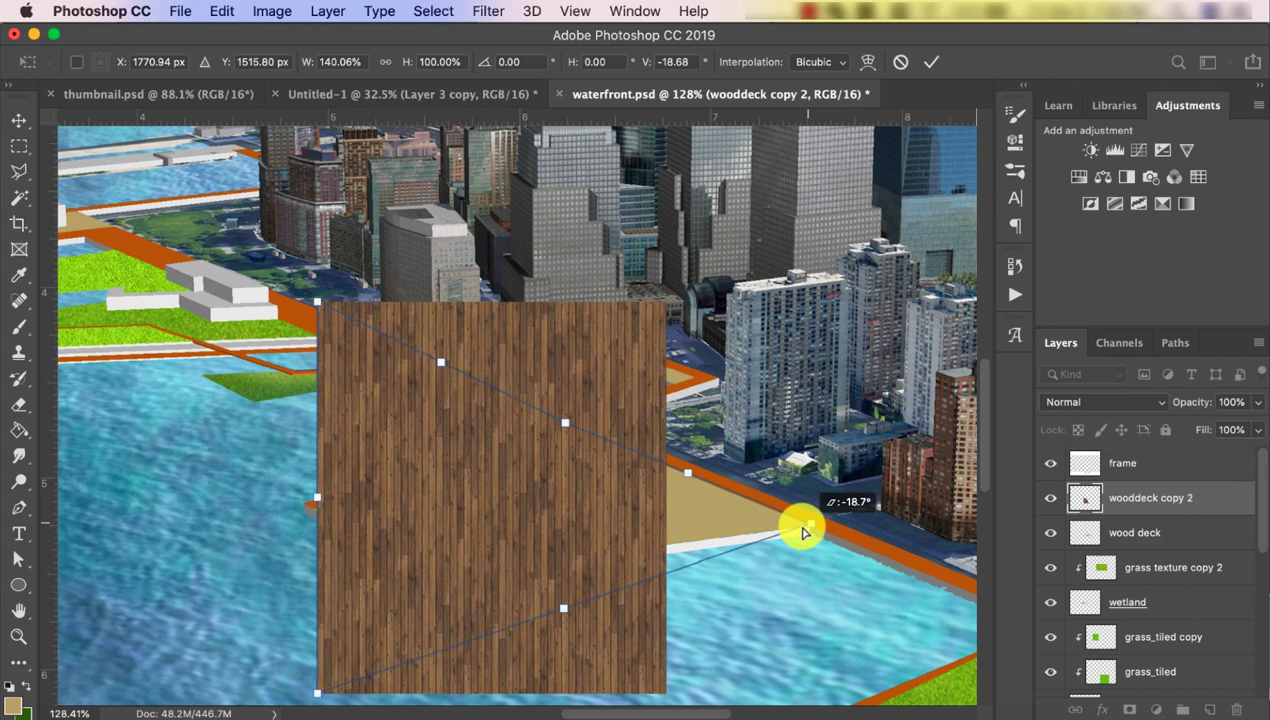 Photoshop CC File Edit Image Layer Type Select Filter 3D View Window Help
Adobe Photoshop CC 2019
X: 1770.94 px Y: 1515.80 px W: 140.06% H: 100.00% 0.00 ° H: 0.00 ° V: -18.68 ° Interpolation: Bicubic
thumbnail.psd @ 88.1% (RGB/16*) Untitled-1 @ 32.5% (Layer 3 copy, RGB/16) * waterfront.psd @ 128% (wooddeck copy 2, RGB/16) *
4 5 6 7 8
Learn Libraries Adjustments
Add an adjustment
4
5
6
:-18.7°
Layers Channels Paths
Kind
Normal Opacity: 100%
Lock: Fill: 100%
frame
wooddeck copy 2
wood deck
grass texture copy 2
wetland
grass_tiled copy
grass_tiled
128.41% Doc: 48.2M/446.7M